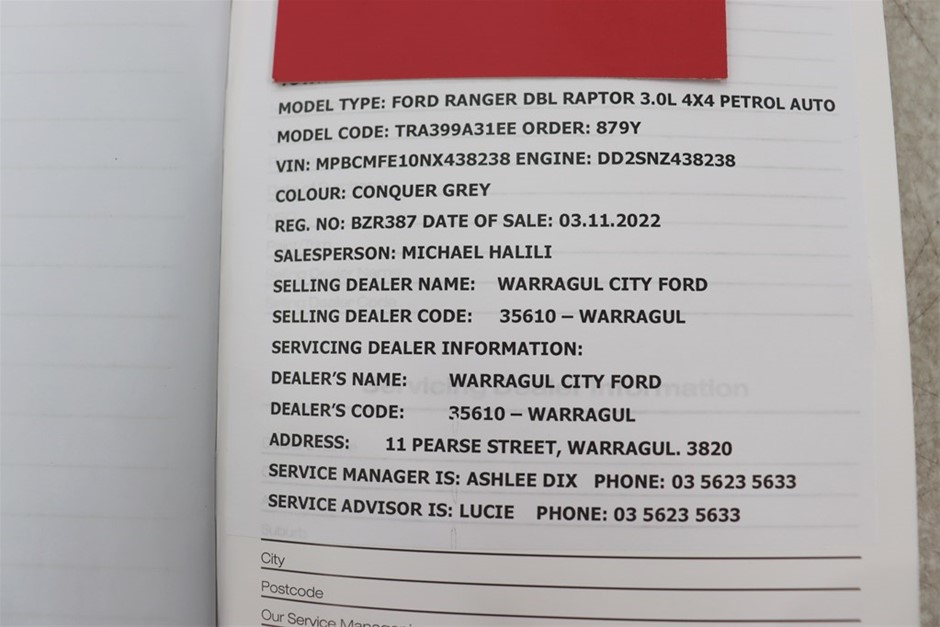 MODEL TYPE: FORD RANGER DBL RAPTOR 3.0L 4X4 PETROL AUTO
MODEL CODE: TRA399A31EE ORDER: 879Y
VIN: MPBCMFE10NX438238 ENGINE: DD2SNZ438238
COLOUR: CONQUER GREY
REG. NO: BZR387 DATE OF SALE: 03.11.2022
SALESPERSON: MICHAEL HALILI
SELLING DEALER NAME: WARRAGUL CITY FORD
SELLING DEALER CODE: 35610 – WARRAGUL
SERVICING DEALER INFORMATION:
DEALER'S NAME: WARRAGUL CITY FORD
DEALER'S CODE: 35610 – WARRAGUL
ADDRESS: 11 PEARSE STREET, WARRAGUL. 3820
SERVICE MANAGER IS: ASHLEE DIX PHONE: 03 5623 5633
SERVICE ADVISOR IS: LUCIE PHONE: 03 5623 5633
City
Postcode
Our Service Manager